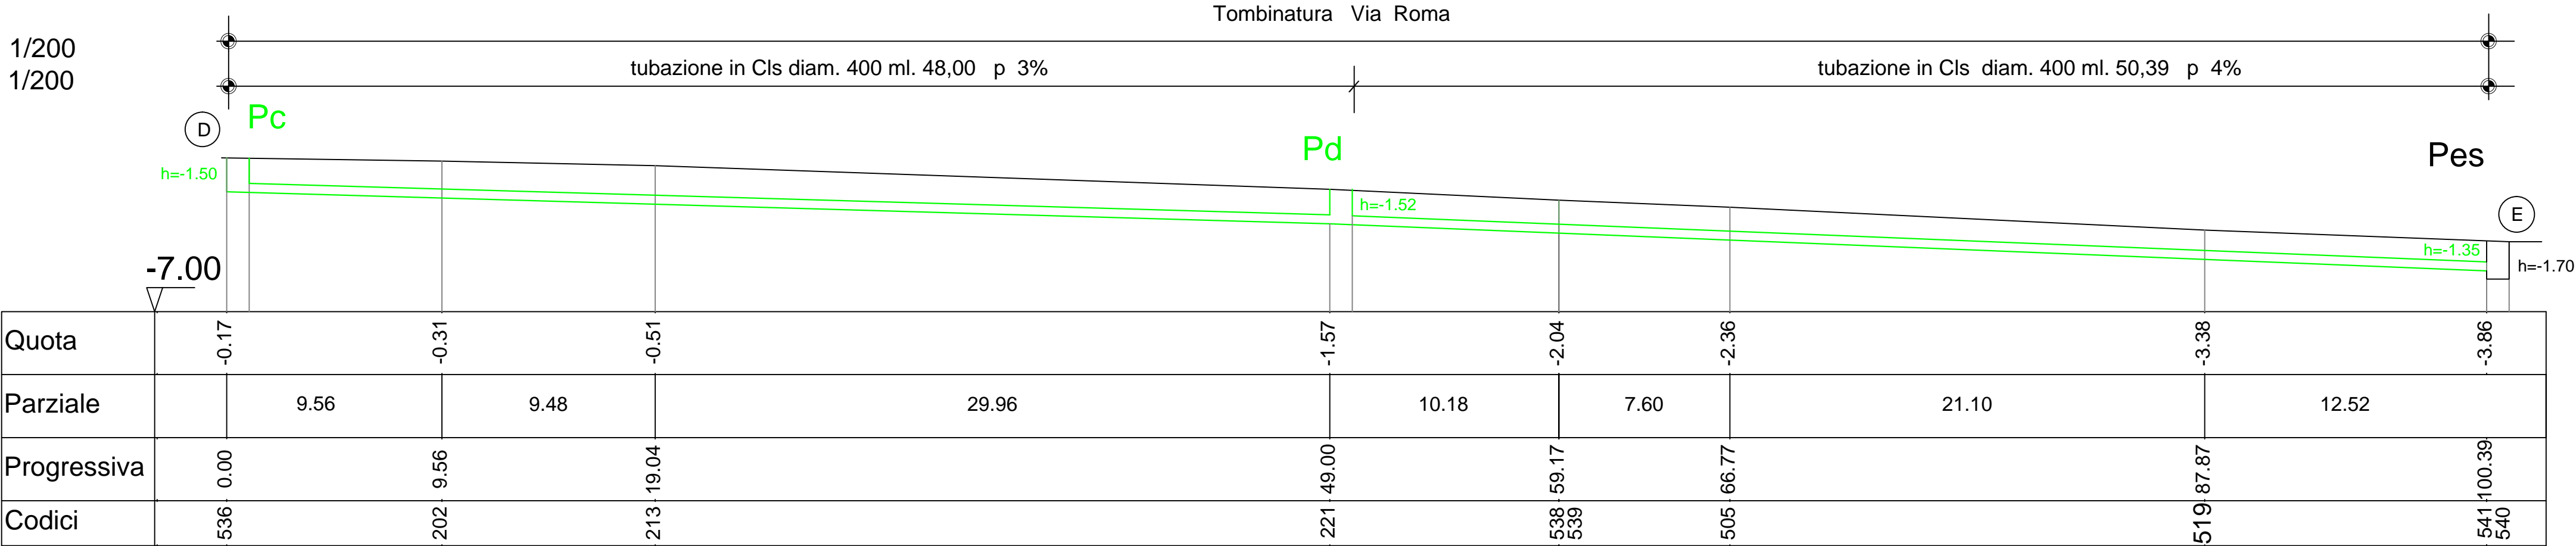 Tombinatura Via Roma
1/200
1/200
tubazione in Cls diam. 400 ml. 48,00 p 3%
tubazione in Cls diam. 400 ml. 50,39 p 4%
D
Pc
Pd
Pes
h=-1.50
h=-1.52
E
h=-1.35
h=-1.70
-7.00
Quota -0.17 -0.31 -0.51 -1.57 -2.04 -2.36 -3.38 -3.86
Parziale 9.56 9.48 29.96 10.18 7.60 21.10 12.52
Progressiva 0.00 9.56 19.04 49.00 59.17 66.77 87.87 100.39
Codici 536 202 213 221 538 539 505 519 541 540